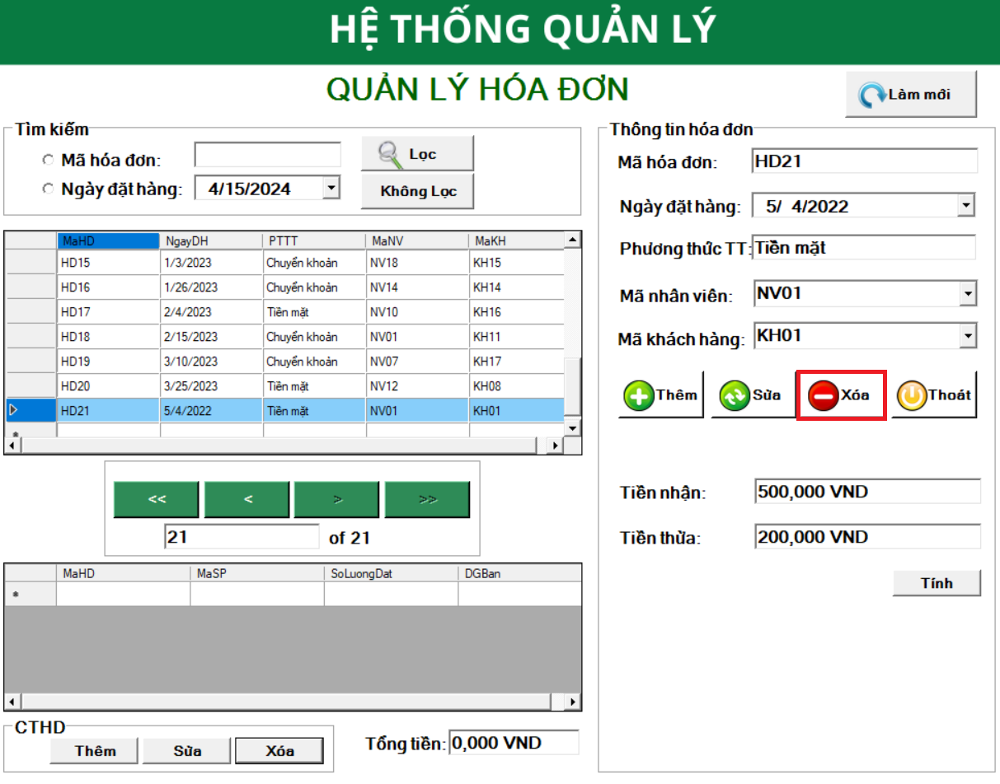 HỆ THỐNG QUẢN LÝ
QUẢN LÝ HÓA ĐƠN
Làm mới
Tìm kiếm
Mã hóa đơn:
Lọc
Ngày đặt hàng: 4/15/2024
Không Lọc
MaHD NgayDH PTTT MaNV MaKH
HD15 1/3/2023 Chuyển khoản NV18 KH15
HD16 1/26/2023 Chuyển khoản NV14 KH14
HD17 2/4/2023 Tiền mặt NV10 KH16
HD18 2/15/2023 Chuyển khoản NV01 KH11
HD19 3/10/2023 Chuyển khoản NV07 KH17
HD20 3/25/2023 Tiền mặt NV12 KH08
HD21 5/4/2022 Tiền mặt NV01 KH01
*
<< < > >>
21 of 21
MaHD MaSP SoLuongDat DGBan
*
CTHD
Thêm Sửa Xóa
Tổng tiền: 0,000 VND
Thông tin hóa đơn
Mã hóa đơn: HD21
Ngày đặt hàng: 5/ 4/2022
Phương thức TT: Tiền mặt
Mã nhân viên: NV01
Mã khách hàng: KH01
Thêm Sửa Xóa Thoát
Tiền nhận: 500,000 VND
Tiền thừa: 200,000 VND
Tính